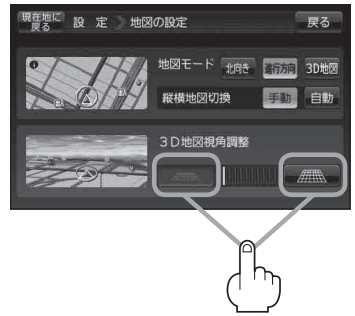 現在地に
戻る
設 定
地図の設定
戻る
地図モード
北向き
進行方向
3D地図
縦横地図切換
手動
自動
3D地図視角調整